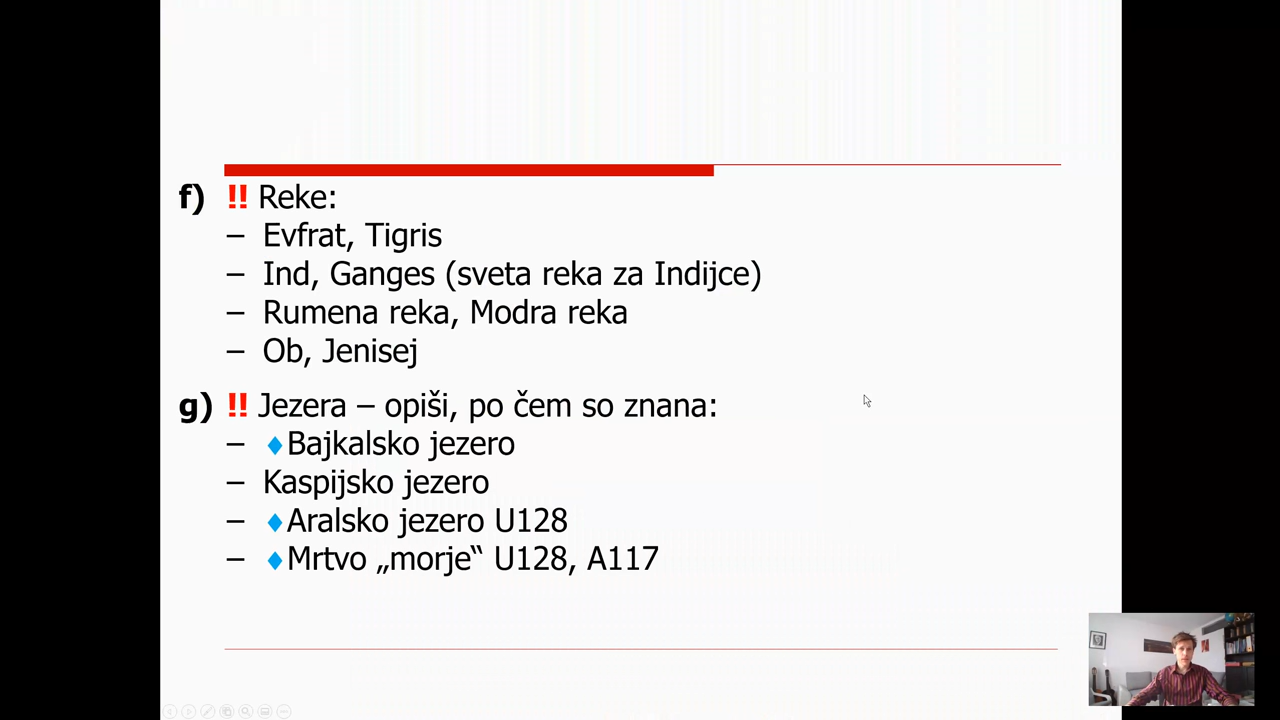 f) !! Reke:
– Evfrat, Tigris
– Ind, Ganges (sveta reka za Indijce)
– Rumena reka, Modra reka
– Ob, Jenisej
g) !! Jezera – opiši, po čem so znana:
– ♦Bajkalsko jezero
– Kaspijsko jezero
– ♦Aralsko jezero U128
– ♦Mrtvo „morje“ U128, A117